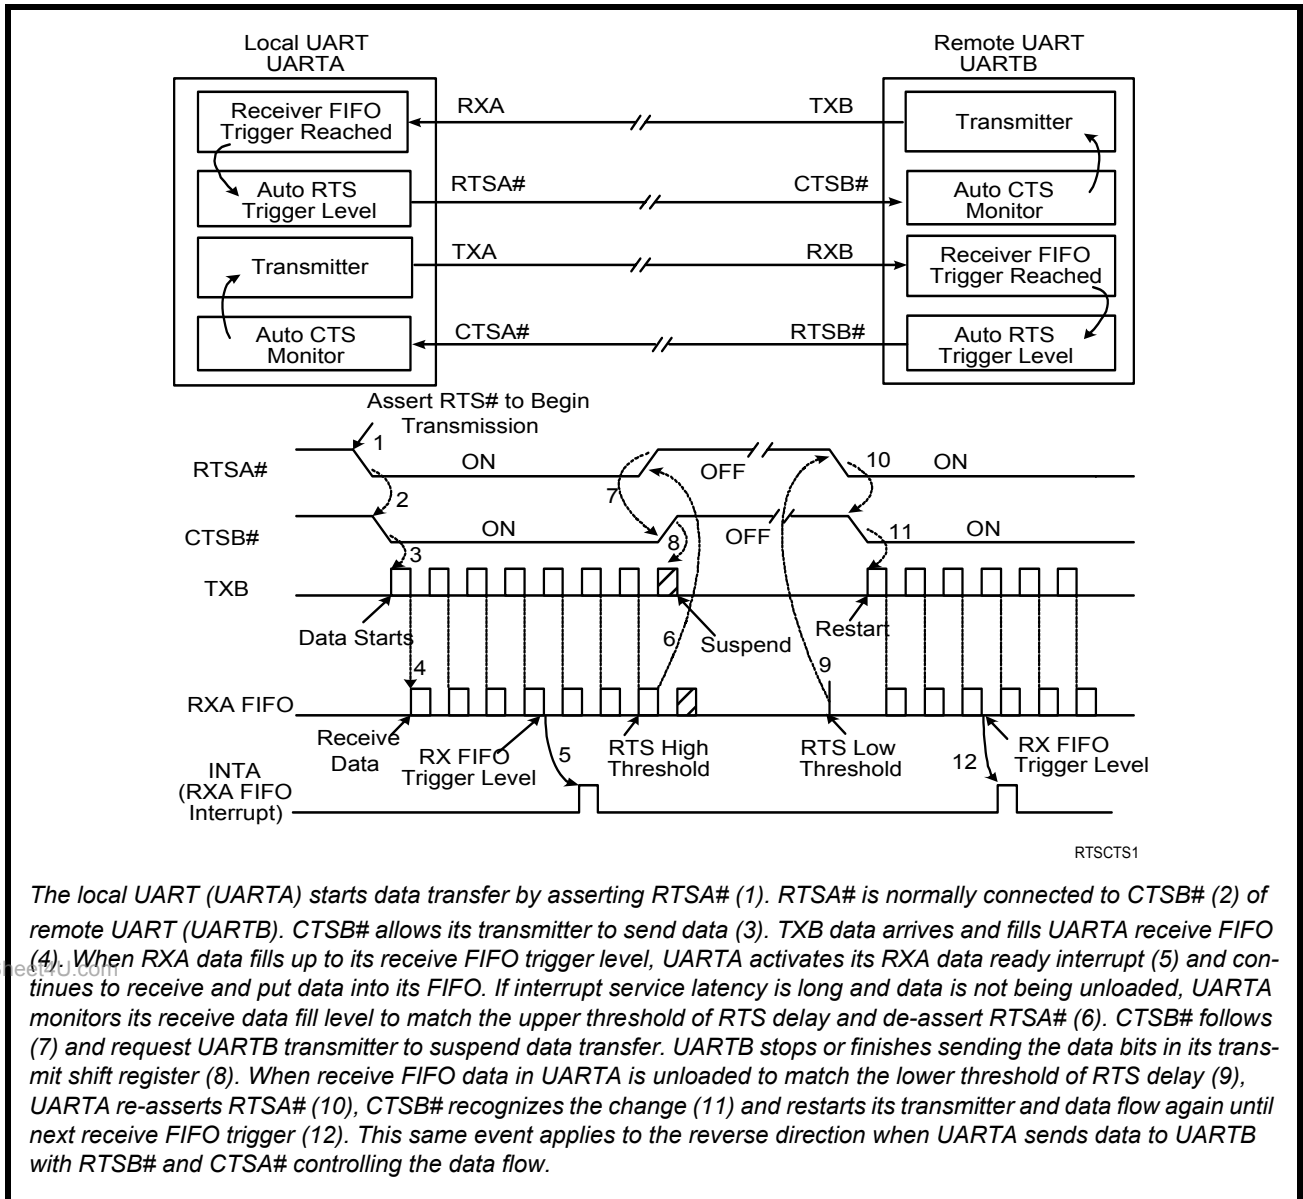 Local UART
UARTA
Remote UART
UARTB
Receiver FIFO
Trigger Reached
RXA
TXB
Transmitter
Auto RTS
Trigger Level
RTSA#
CTSB#
Auto CTS
Monitor
Transmitter
TXA
RXB
Receiver FIFO
Trigger Reached
Auto CTS
Monitor
CTSA#
RTSB#
Auto RTS
Trigger Level
Assert RTS# to Begin
Transmission
1
RTSA#
ON
OFF
10
ON
2
7
CTSB#
ON
OFF
11
ON
3
8
TXB
Data Starts
Suspend
Restart
4
6
9
RXA FIFO
Receive
Data
RX FIFO
Trigger Level
5
RTS High
Threshold
RTS Low
Threshold
12
RX FIFO
Trigger Level
INTA
(RXA FIFO
Interrupt)
RTSCTS1
The local UART (UARTA) starts data transfer by asserting RTSA# (1). RTSA# is normally connected to CTSB# (2) of
remote UART (UARTB). CTSB# allows its transmitter to send data (3). TXB data arrives and fills UARTA receive FIFO
(4). When RXA data fills up to its receive FIFO trigger level, UARTA activates its RXA data ready interrupt (5) and con-
tinues to receive and put data into its FIFO. If interrupt service latency is long and data is not being unloaded, UARTA
monitors its receive data fill level to match the upper threshold of RTS delay and de-assert RTSA# (6). CTSB# follows
(7) and request UARTB transmitter to suspend data transfer. UARTB stops or finishes sending the data bits in its trans-
mit shift register (8). When receive FIFO data in UARTA is unloaded to match the lower threshold of RTS delay (9),
UARTA re-asserts RTSA# (10), CTSB# recognizes the change (11) and restarts its transmitter and data flow again until
next receive FIFO trigger (12). This same event applies to the reverse direction when UARTA sends data to UARTB
with RTSB# and CTSA# controlling the data flow.